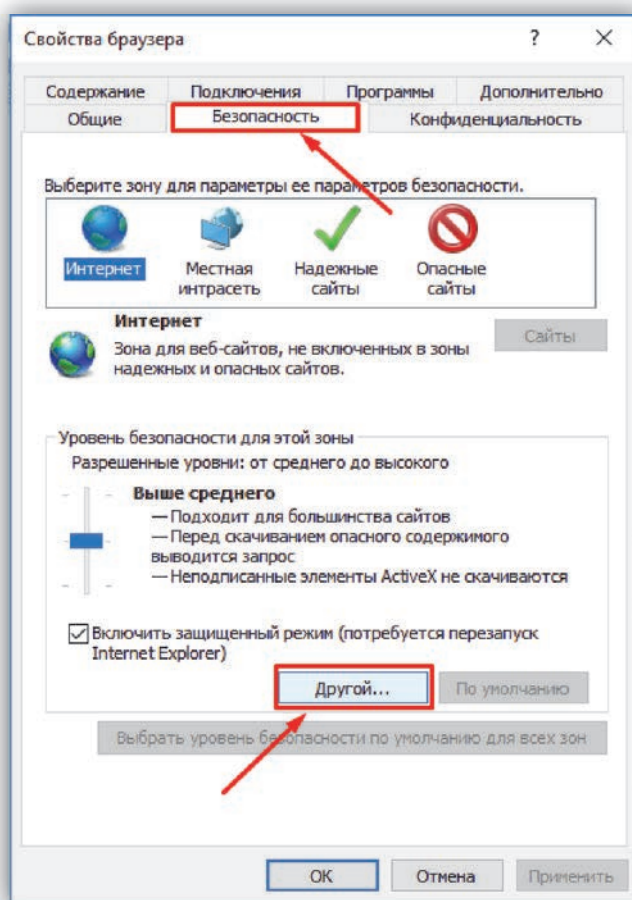 Свойства браузера ? ×
Содержание Подключения Программы Дополнительно
Общие Безопасность Конфиденциальность
Выберите зону для параметры ее параметров безопасности.
Интернет
Местная
интрасеть
Надежные
сайты
Опасные
сайты
Интернет
Сайты
Зона для веб-сайтов, не включенных в зоны
надежных и опасных сайтов.
Уровень безопасности для этой зоны
Разрешенные уровни: от среднего до высокого
Выше среднего
— Подходит для большинства сайтов
— Перед скачиванием опасного содержимого
выводится запрос
— Неподписанные элементы ActiveX не скачиваются
Включить защищенный режим (потребуется перезапуск
Internet Explorer)
Другой... По умолчанию
Выбрать уровень безопасности по умолчанию для всех зон
ОК Отмена Применить